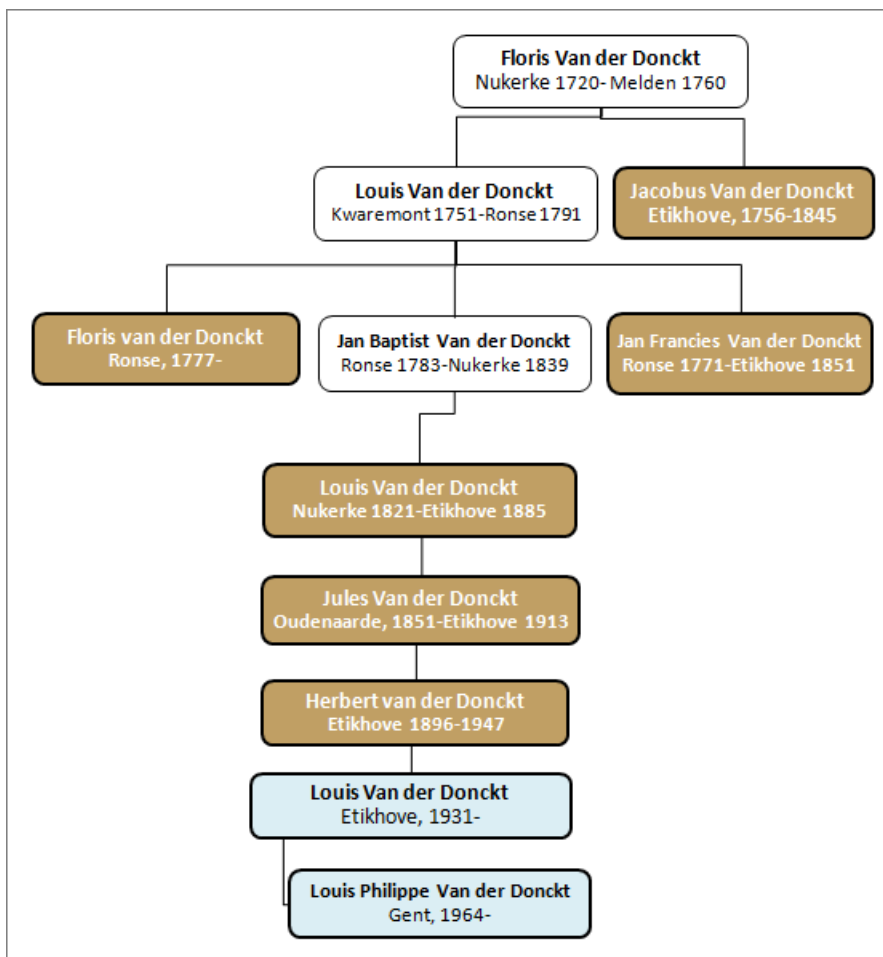 Floris Van der Donckt
Nukerke 1720- Melden 1760
Louis Van der Donckt
Kwaremont 1751-Ronse 1791
Jacobus Van der Donckt
Etikhove, 1756-1845
Floris van der Donckt
Ronse, 1777-
Jan Baptist Van der Donckt
Ronse 1783-Nukerke 1839
Jan Francies Van der Donckt
Ronse 1771-Etikhove 1851
Louis Van der Donckt
Nukerke 1821-Etikhove 1885
Jules Van der Donckt
Oudenaarde, 1851-Etikhove 1913
Herbert van der Donckt
Etikhove 1896-1947
Louis Van der Donckt
Etikhove, 1931-
Louis Philippe Van der Donckt
Gent, 1964-